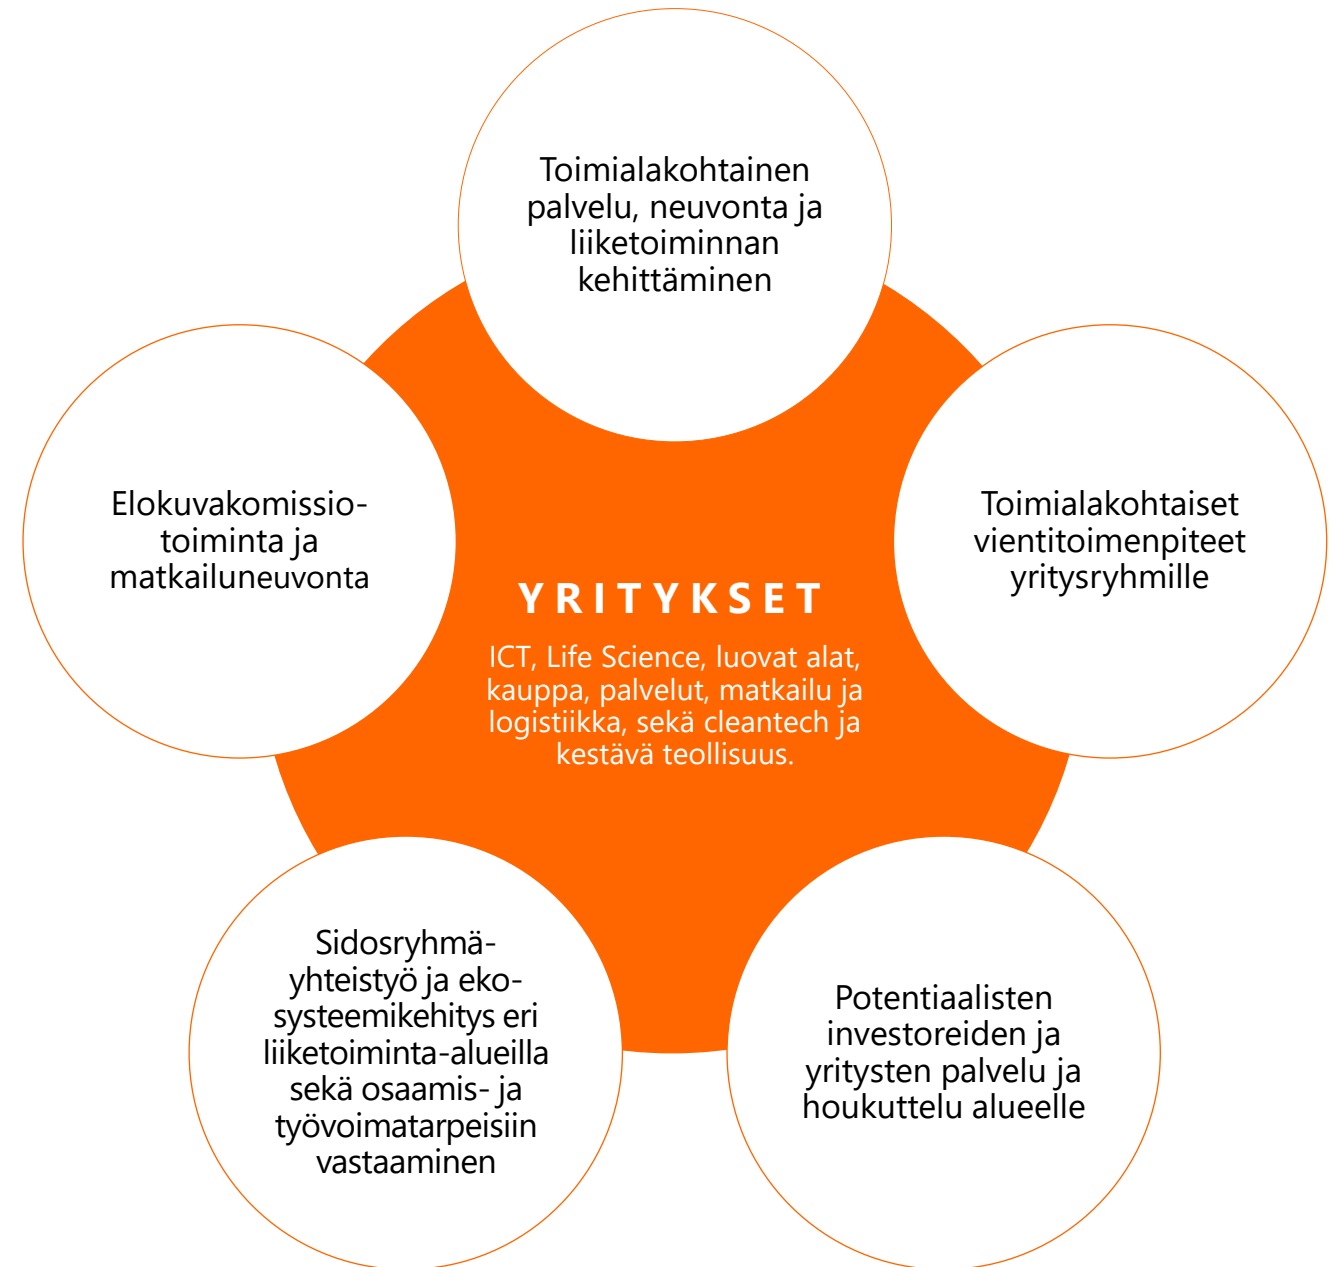 Toimialakohtainen
palvelu, neuvonta ja
liiketoiminnan
kehittäminen
Elokuvakomissio-
toiminta ja
matkailuneuvonta
Toimialakohtaiset
vientitoimenpiteet
yritysryhmille
YRITYKSET
ICT, Life Science, luovat alat,
kauppa, palvelut, matkailu ja
logistiikka, sekä cleantech ja
kestävä teollisuus.
Sidosryhmä-
yhteistyö ja eko-
systeemikehitys eri
liiketoiminta-alueilla
sekä osaamis- ja
työvoimatarpeisiin
vastaaminen
Potentiaalisten
investoreiden ja
yritysten palvelu ja
houkuttelu alueelle